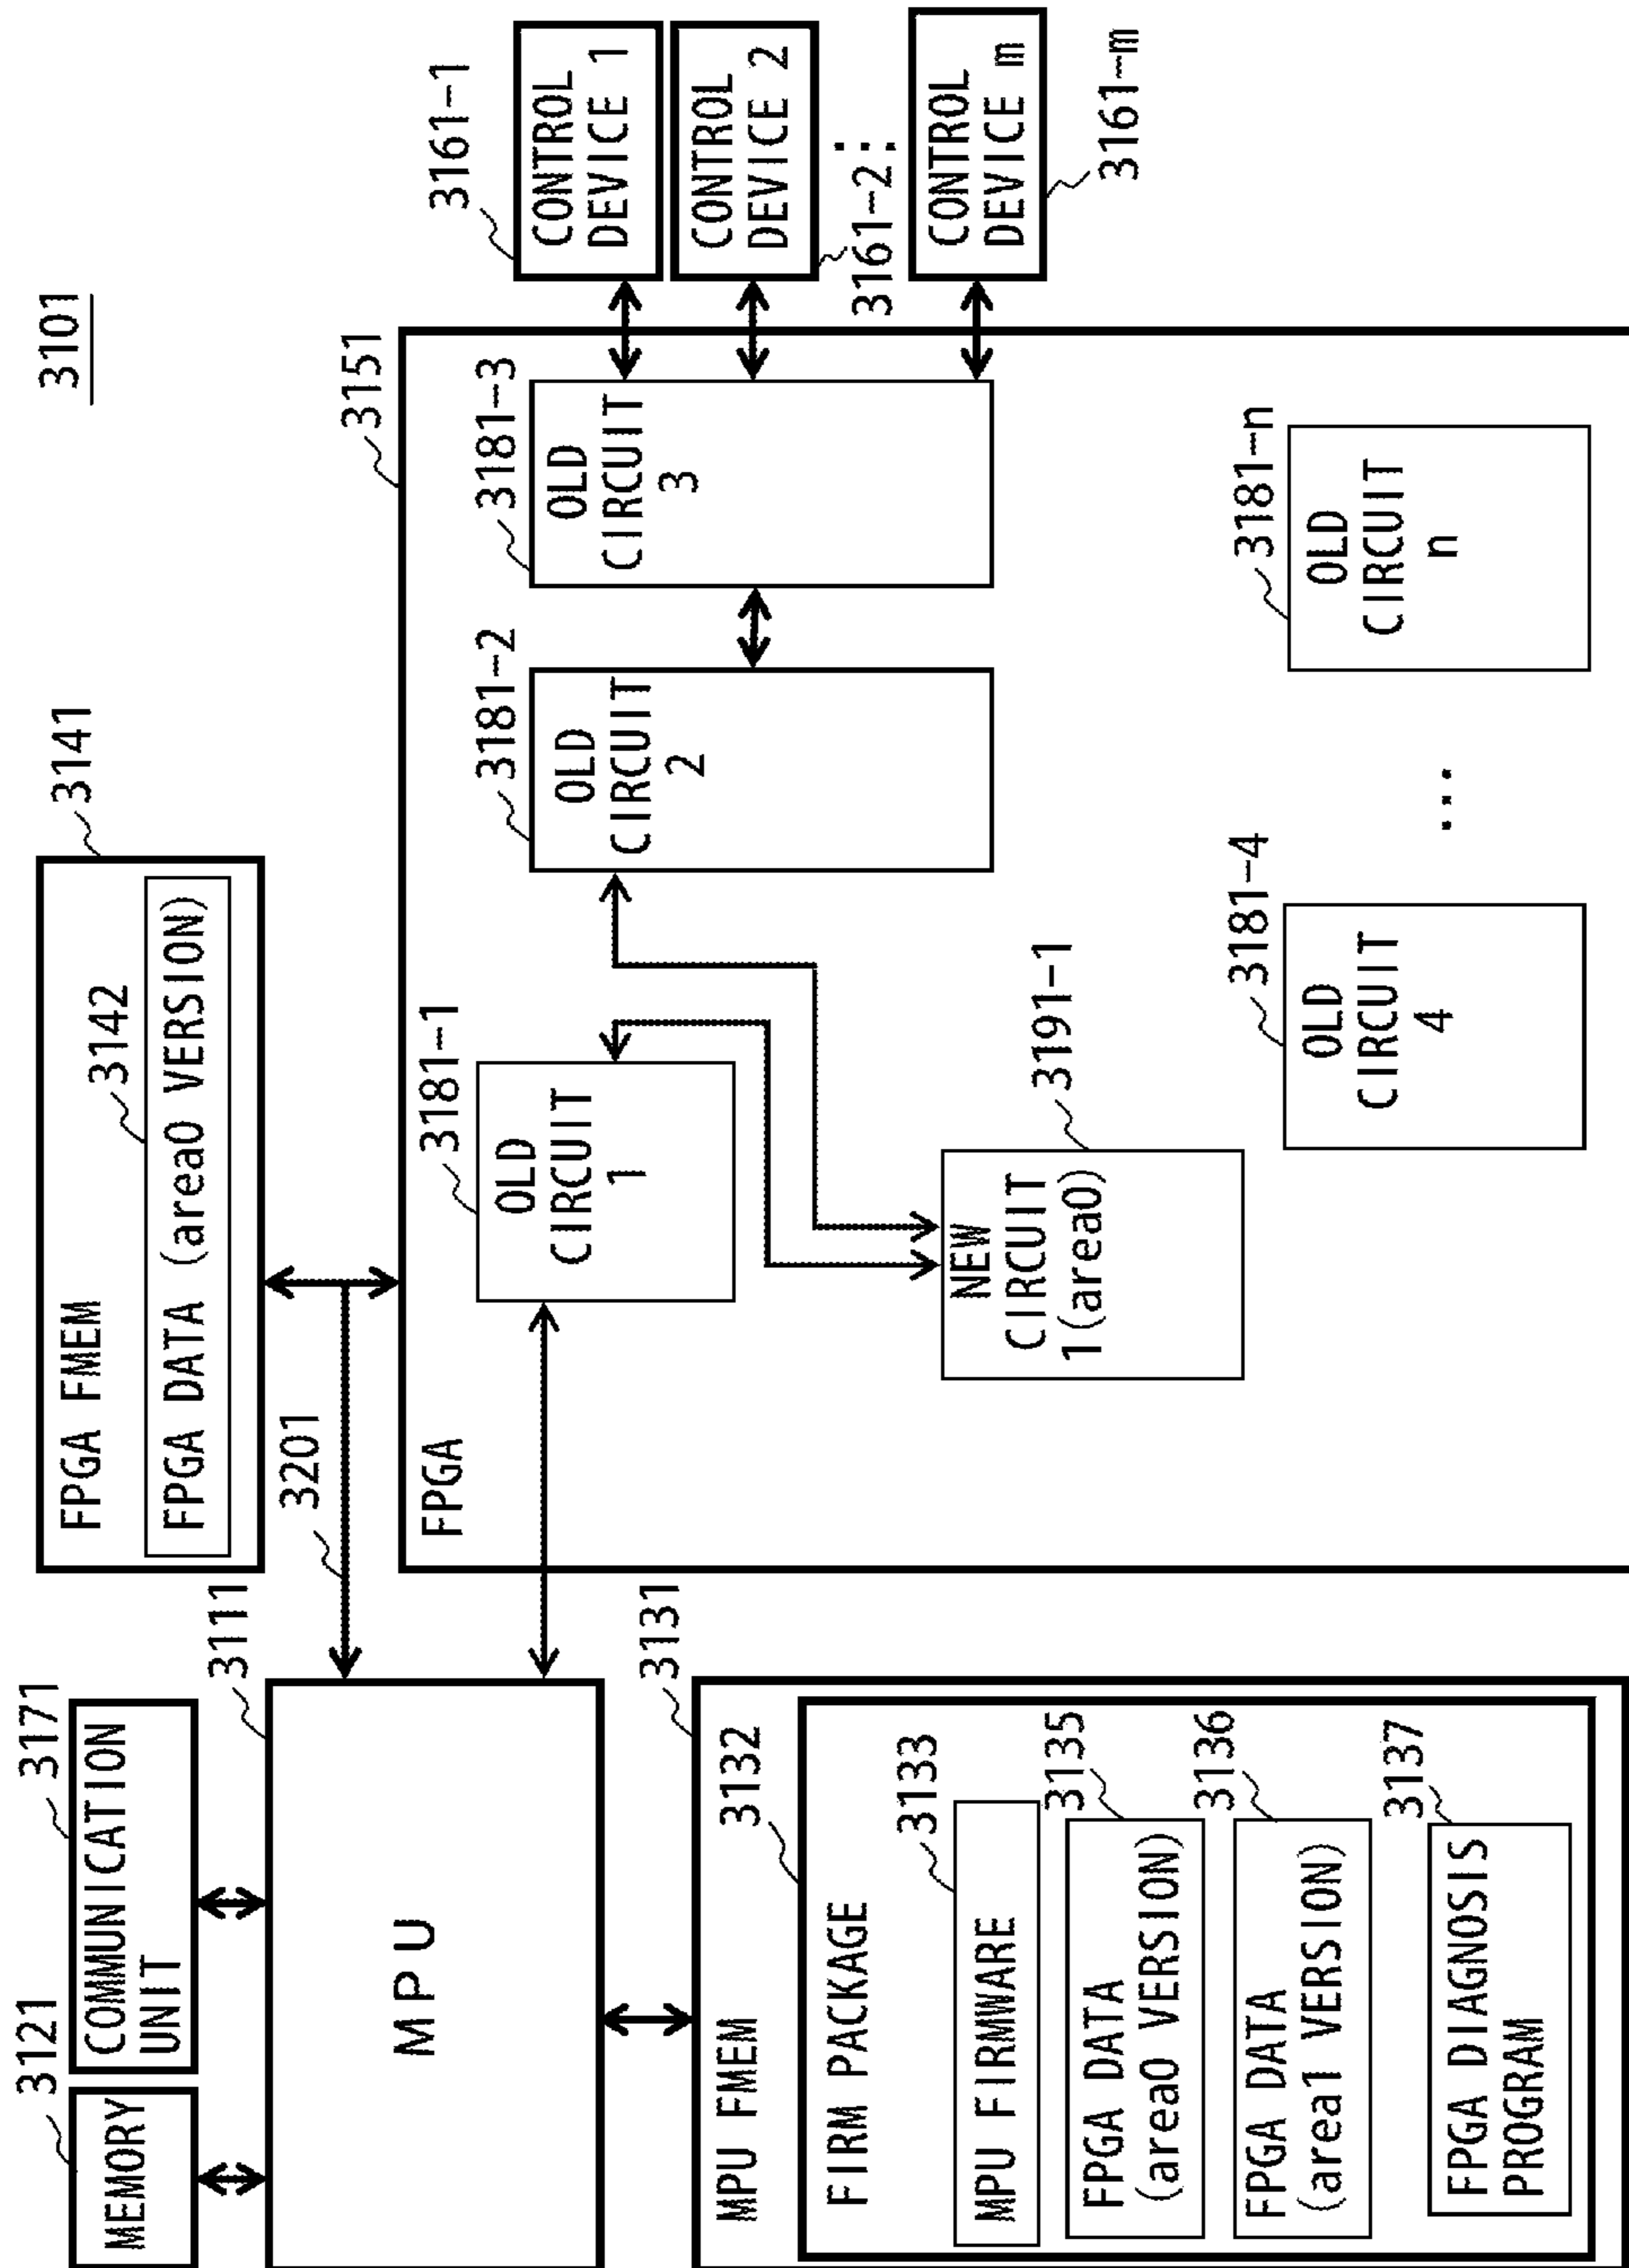 3101
3121
3171
MEMORY
COMMUNICATION
UNIT
3111
MPU
3201
3141
FPGA FMEM
3142
FPGA DATA (area0 VERSION)
3131
MPU FMEM
3132
FIRM PACKAGE
3133
MPU FIRMWARE
3135
FPGA DATA
(area0 VERSION)
3136
FPGA DATA
(area1 VERSION)
3137
FPGA DIAGNOSIS
PROGRAM
3151
FPGA
3181-1
OLD
CIRCUIT
1
3181-2
OLD
CIRCUIT
2
3181-3
OLD
CIRCUIT
3
3191-1
NEW
CIRCUIT
1(area0)
3181-4
OLD
CIRCUIT
4
...
3181-n
OLD
CIRCUIT
n
3161-1
CONTROL
DEVICE 1
CONTROL
DEVICE 2
3161-2
...
CONTROL
DEVICE m
3161-m